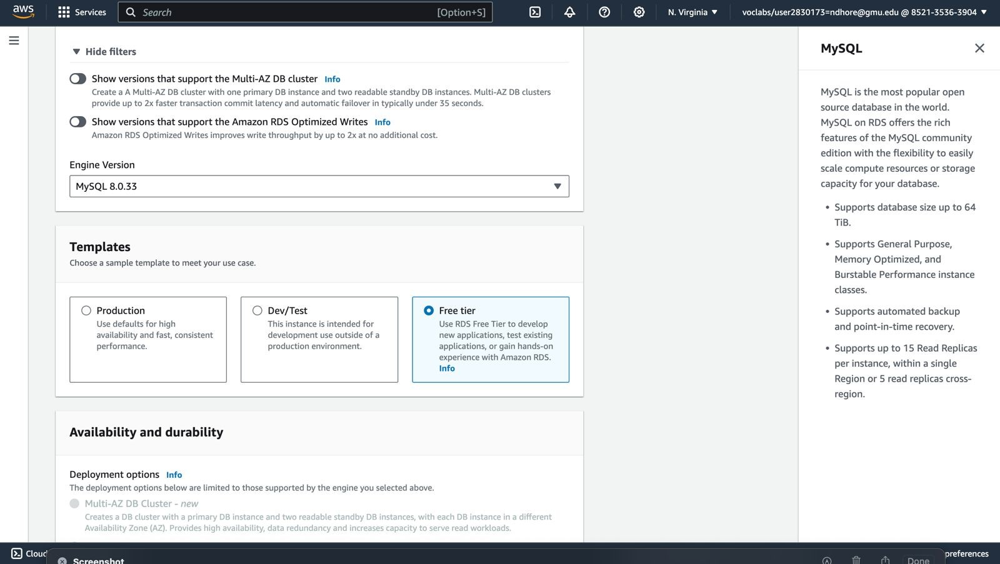 aws
Services
Search
[Option+S]
N. Virginia
voclabs/user2830173=ndhore@gmu.edu @ 8521-3536-3904
Hide filters
Show versions that support the Multi-AZ DB cluster Info
Create a A Multi-AZ DB cluster with one primary DB instance and two readable standby DB instances. Multi-AZ DB clusters
provide up to 2x faster transaction commit latency and automatic failover in typically under 35 seconds.
Show versions that support the Amazon RDS Optimized Writes Info
Amazon RDS Optimized Writes improves write throughput by up to 2x at no additional cost.
Engine Version
MySQL 8.0.33
Templates
Choose a sample template to meet your use case.
Production
Use defaults for high
availability and fast, consistent
performance.
Dev/Test
This instance is intended for
development use outside of a
production environment.
Free tier
Use RDS Free Tier to develop
new applications, test existing
applications, or gain hands-on
experience with Amazon RDS.
Info
Availability and durability
Deployment options Info
The deployment options below are limited to those supported by the engine you selected above.
Multi-AZ DB Cluster - new
Creates a DB cluster with a primary DB instance and two readable standby DB instances, with each DB instance in a different
Availability Zone (AZ). Provides high availability, data redundancy and increases capacity to serve read workloads.
MySQL
MySQL is the most popular open
source database in the world.
MySQL on RDS offers the rich
features of the MySQL community
edition with the flexibility to easily
scale compute resources or storage
capacity for your database.
• Supports database size up to 64
TiB.
• Supports General Purpose,
Memory Optimized, and
Burstable Performance instance
classes.
• Supports automated backup
and point-in-time recovery.
• Supports up to 15 Read Replicas
per instance, within a single
Region or 5 read replicas cross-
region.
Cloud
Screenshot
Done
preferences